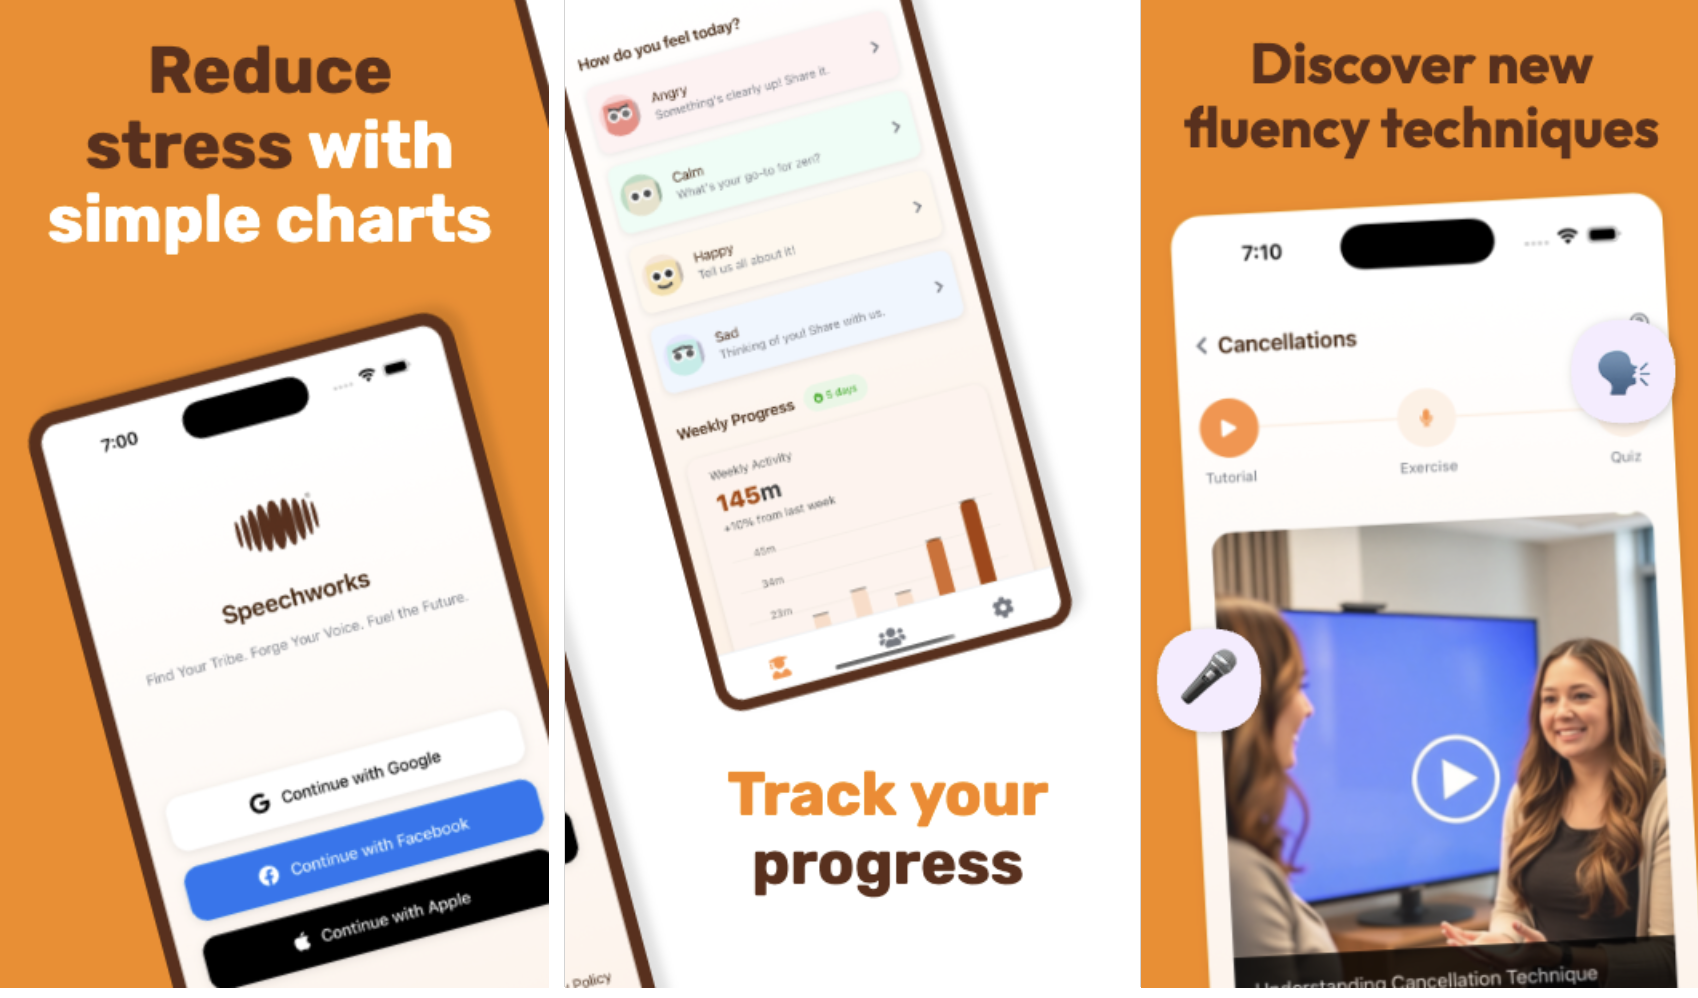 Reduce
stress with
simple charts
7:00
Speechworks
Find Your Tribe. Forge Your Voice. Fuel the Future.
Continue with Google
Continue with Facebook
Continue with Apple
How do you feel today?
Angry
Something's clearly up! Share it.
Calm
What's your go-to for zen?
Happy
Tell us all about it!
Sad
Thinking of you! Share with us.
Weekly Progress
5 days
Weekly Activity
145m
+10% from last week
45m
34m
23m
Track your
progress
Policy
Discover new
fluency techniques
7:10
Cancellations
Tutorial
Exercise
Quiz
Understanding Cancellation Technique